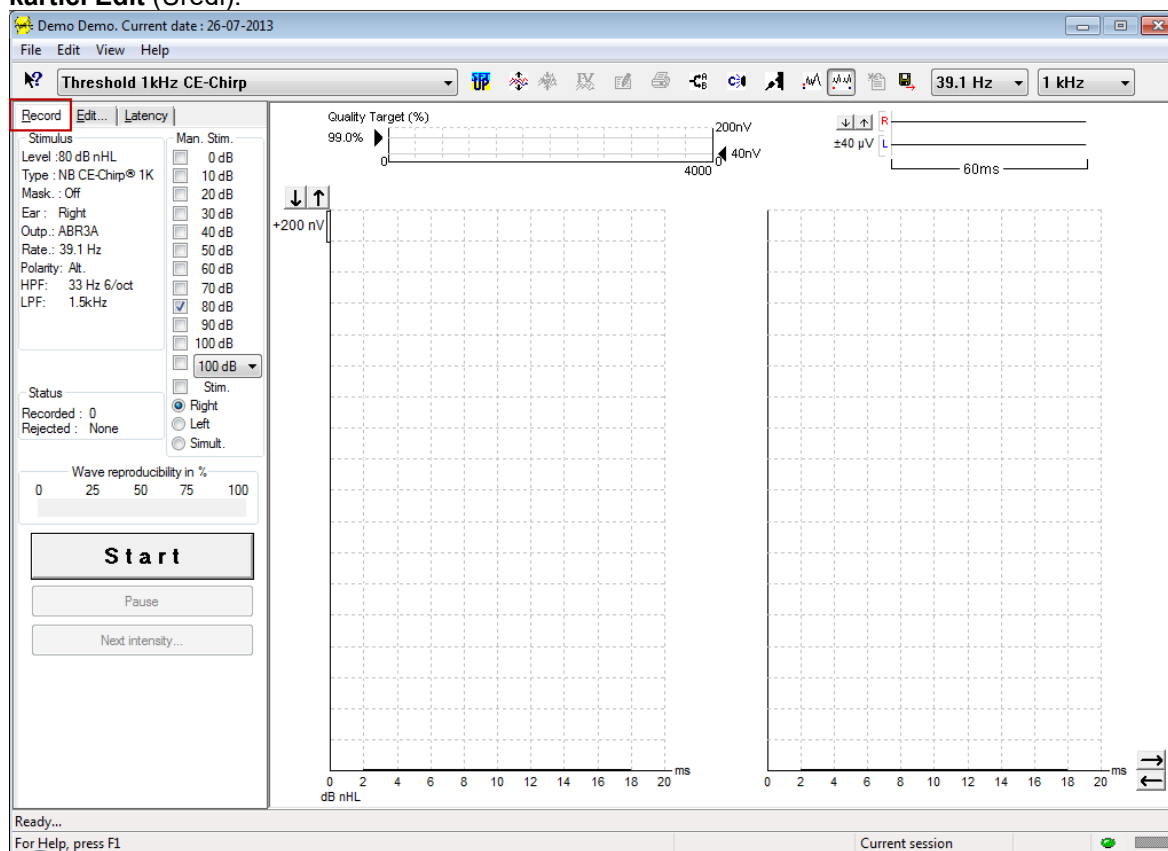 kartici Edit (Uredi).
Demo Demo. Current date : 26-07-2013
File Edit View Help
Threshold 1kHz CE-Chirp
39.1 Hz
1 kHz
Record
Edit...
Latency
Stimulus
Level :80 dB nHL
Type : NB CE-Chirp® 1K
Mask. : Off
Ear : Right
Outp.: ABR3A
Rate.: 39.1 Hz
Polarity: Alt.
HPF: 33 Hz 6/oct
LPF: 1.5kHz
Man. Stim.
0 dB
10 dB
20 dB
30 dB
40 dB
50 dB
60 dB
70 dB
80 dB
90 dB
100 dB
100 dB
Stim.
Right
Left
Simult.
Status
Recorded : 0
Rejected : None
Wave reproducibility in %
0 25 50 75 100
Start
Pause
Next intensity...
Quality Target (%)
99.0%
0
4000
200nV
40nV
0
±40 µV
R
L
60ms
+200 nV
0 2 4 6 8 10 12 14 16 18 20 ms
dB nHL
0 2 4 6 8 10 12 14 16 18 20 ms
Ready...
For Help, press F1
Current session